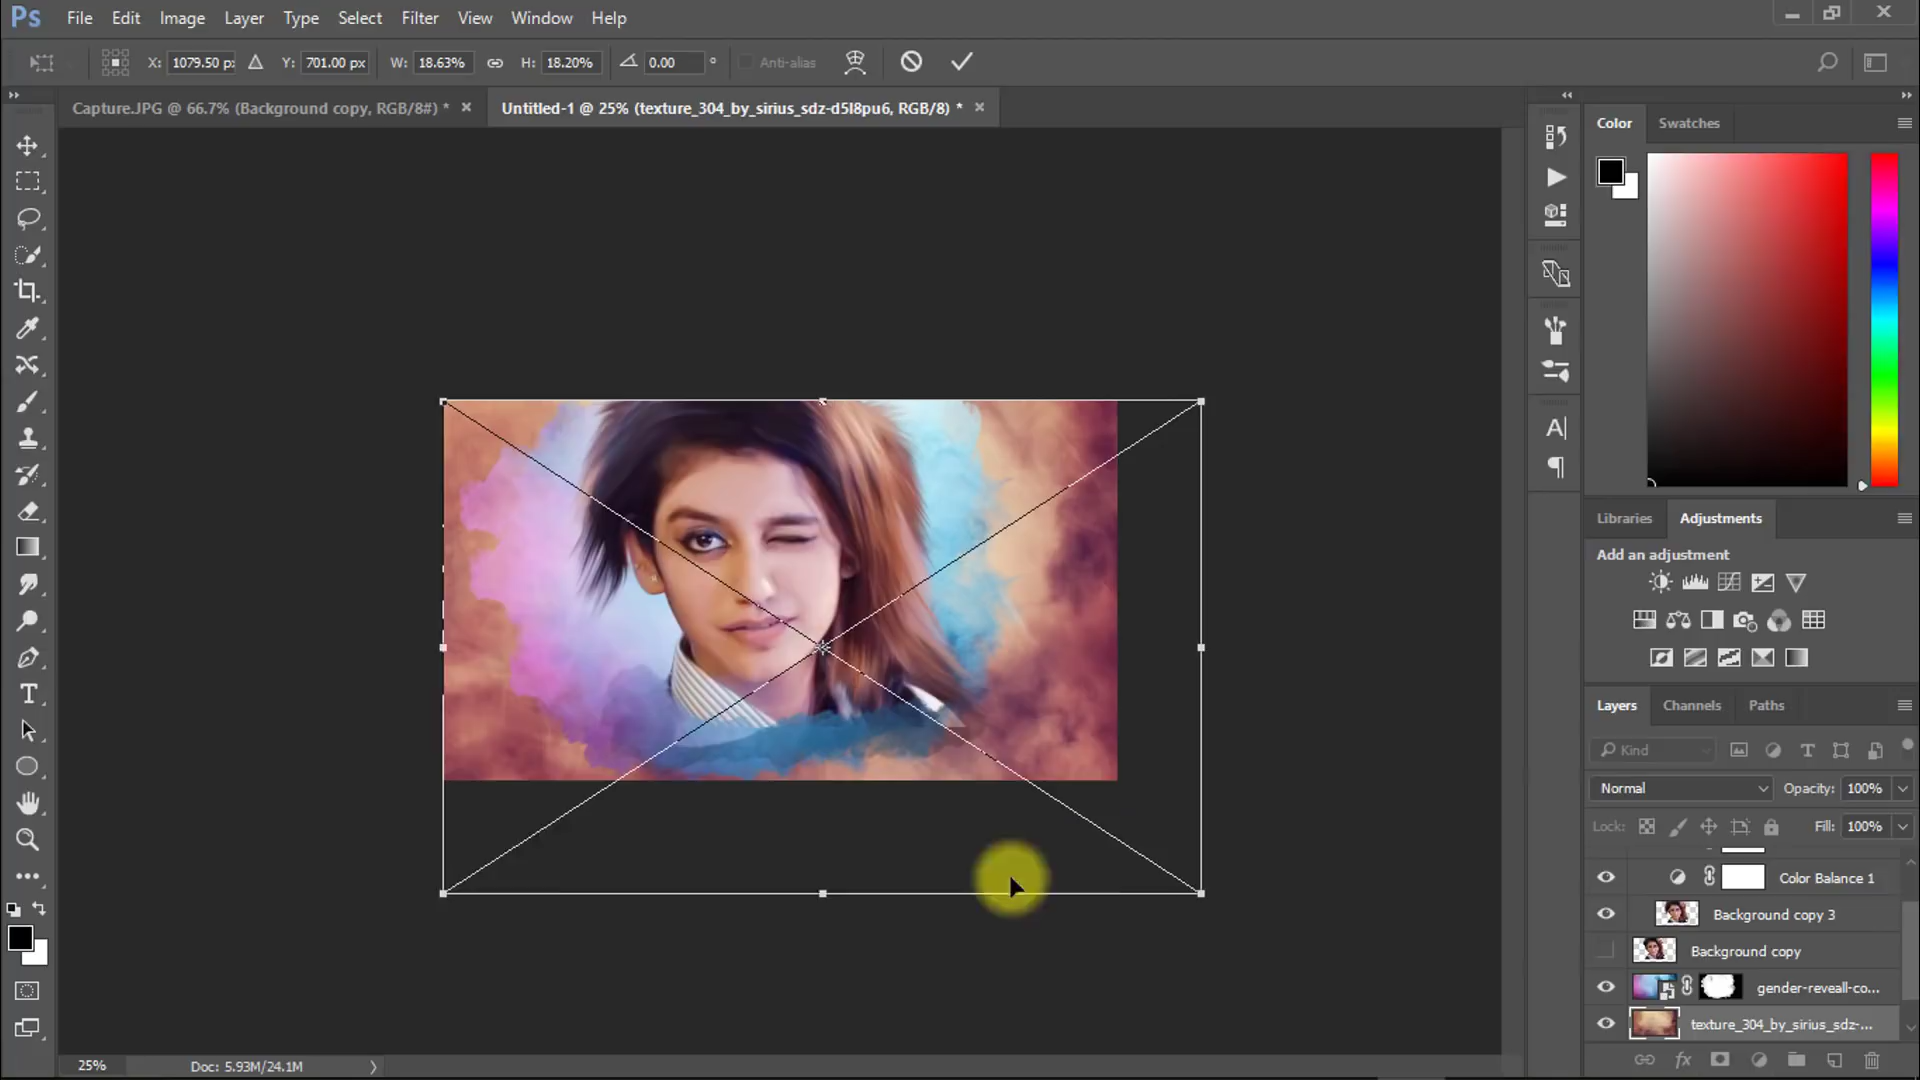 Ps File Edit Image Layer Type Select Filter View Window Help
X: 1079.50 px Y: 701.00 px W: 18.63% H: 18.20% 0.00 ° Anti-alias
Capture.JPG @ 66.7% (Background copy, RGB/8#) * Untitled-1 @ 25% (texture_304_by_sirius_sdz-d5l8pu6, RGB/8) *
Color Swatches
Libraries Adjustments
Add an adjustment
Layers Channels Paths
Kind
Normal Opacity: 100%
Lock: Fill: 100%
Color Balance 1
Background copy 3
Background copy
gender-reveall-co...
texture_304_by_sirius_sdz-...
25% Doc: 5.93M/24.1M